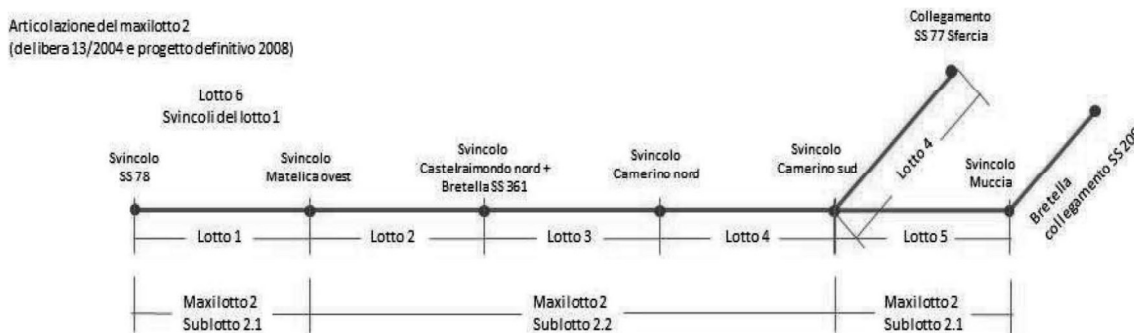 Articolazione del maxilotto 2
(delibera 13/2004 e progetto definitivo 2008)
Collegamento
SS 77 Sfercia
Lotto 6
Svincoli del lotto 1
Svincolo
SS 78
Svincolo
Matelica ovest
Svincolo
Castelraimondo nord +
Bretella SS 361
Svincolo
Camerino nord
Svincolo
Camerino sud
Lotto 4
Svincolo
Muccia
Bretella
collegamento SS 209
Lotto 1
Lotto 2
Lotto 3
Lotto 4
Lotto 5
Maxilotto 2
Sublotto 2.1
Maxilotto 2
Sublotto 2.2
Maxilotto 2
Sublotto 2.1